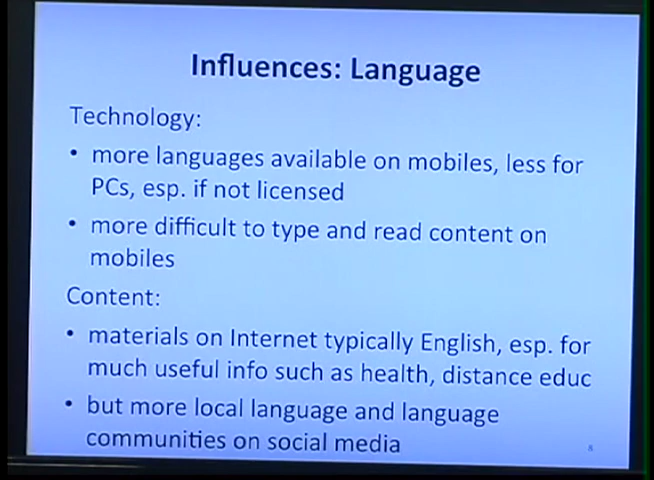 Influences: Language
Technology:
• more languages available on mobiles, less for
PCs, esp. if not licensed
• more difficult to type and read content on
mobiles
Content:
• materials on Internet typically English, esp. for
much useful info such as health, distance educ
• but more local language and language
communities on social media